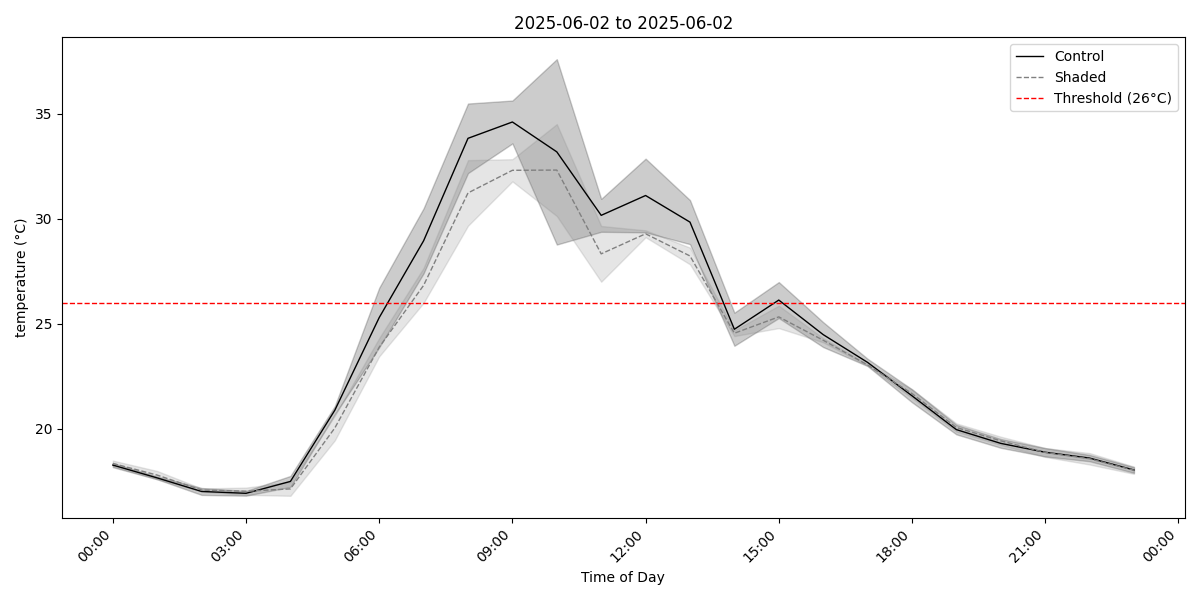 2025-06-02 to 2025-06-02
Control
Shaded
Threshold (26°C)
temperature (°C)
35
30
25
20
00:00
03:00
06:00
09:00
12:00
15:00
18:00
21:00
00:00
Time of Day